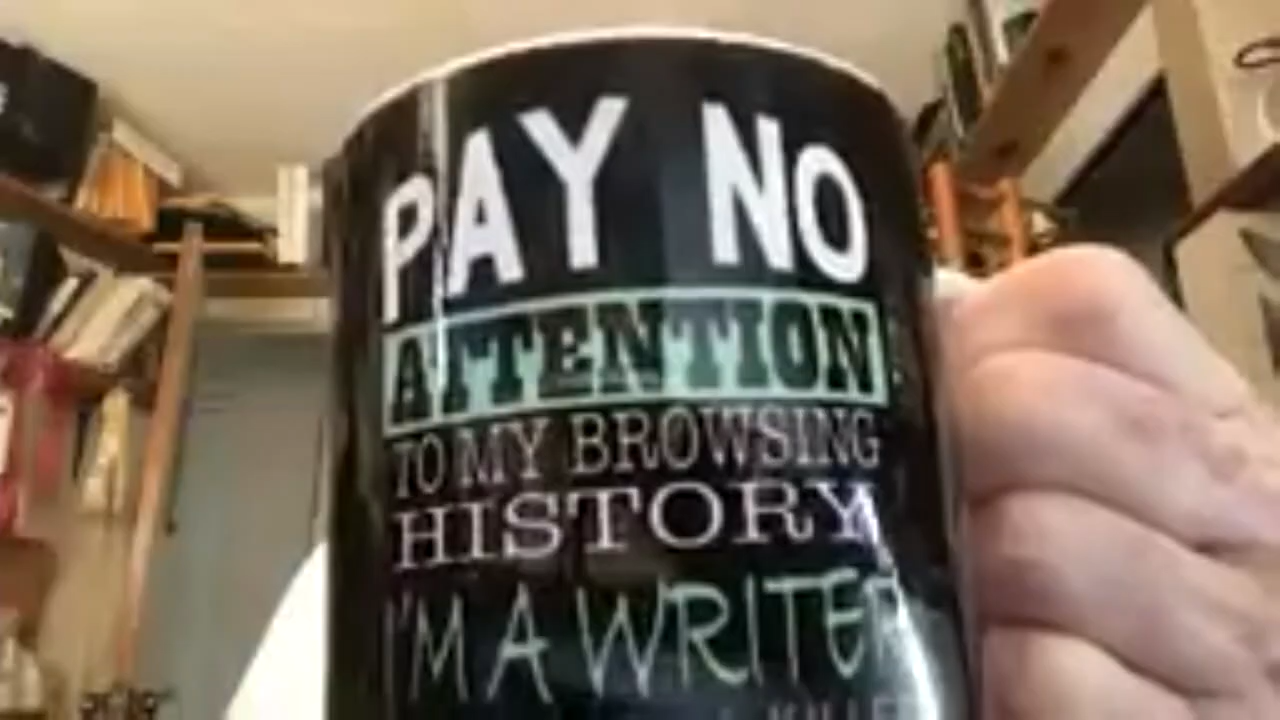 PAY NO
ATTENTION
TO MY BROWSING
HISTORY,
I'M A WRITER